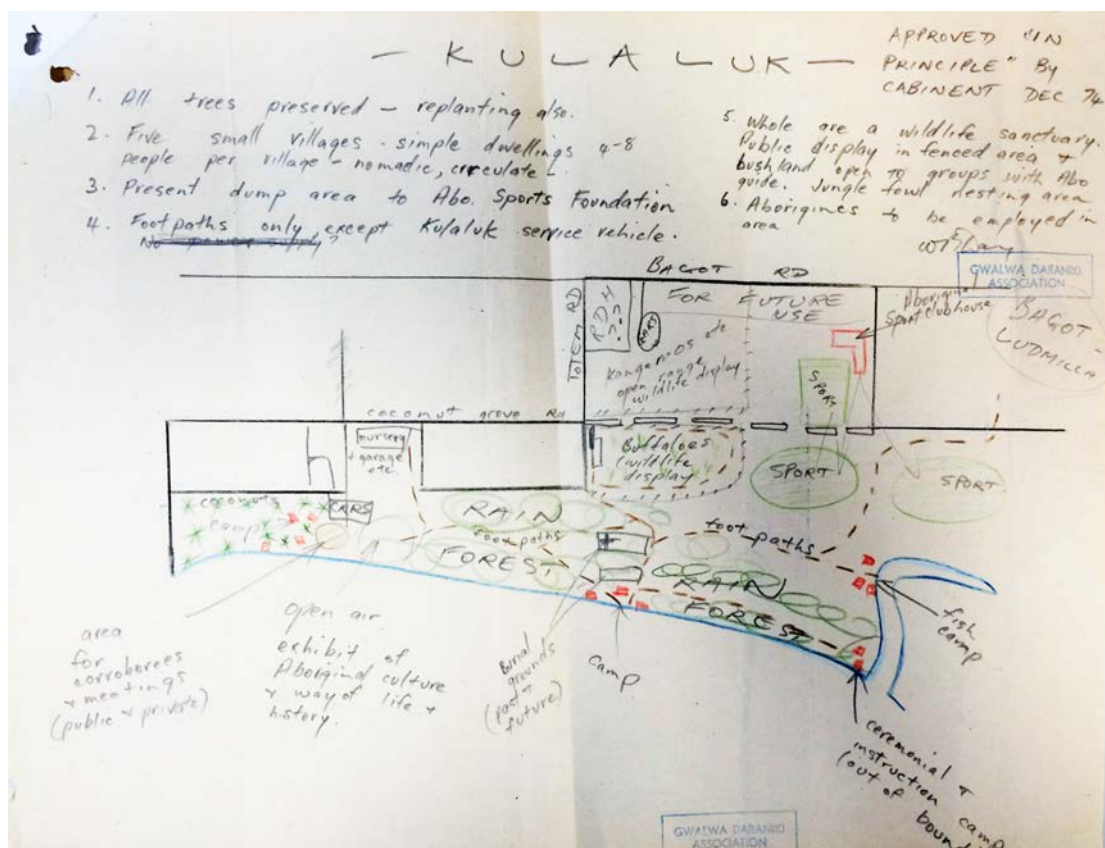 — KULALUK —
APPROVED "IN
PRINCIPLE" By
CABINENT DEC 74
1. All trees preserved - replanting also.
2. Five small villages - simple dwellings 4-8
people per village - nomadic, circulate
3. Present dump area to Abo. Sports Foundation
4. Footpaths only, except Kulaluk service vehicle.
No power supply?
5. Whole are a wildlife sanctuary.
Public display in fenced area +
bushland open to groups with Abo
guide. Jungle fowl nesting area
6. Aborigines to be employed in
area
GWALWA DARANIKI
ASSOCIATION
BAGOT RD
BAGOT-
LUDMILLA
TOTEM RD
RDH
???
CARS
FOR FUTURE
USE
Aborigine
Sport clubhouse
Kangaroos etc
open range
wildlife display
SPORT
coconut grove Rd
nursery
+ garage
etc
Buffaloes
(wildlife
display)
SPORT
SPORT
coconuts
camp
CARS
RAIN
FOREST
foot paths
foot paths
RAIN
FOREST
fish
camp
area
for
corroborees
+ meetings
(public + private)
open air
exhibit of
Aboriginal culture
+ way of life +
history.
Burial
grounds
(past +
future)
camp
ceremonial +
instruction camp
(out of
GWALWA DARANIKI
ASSOCIATION